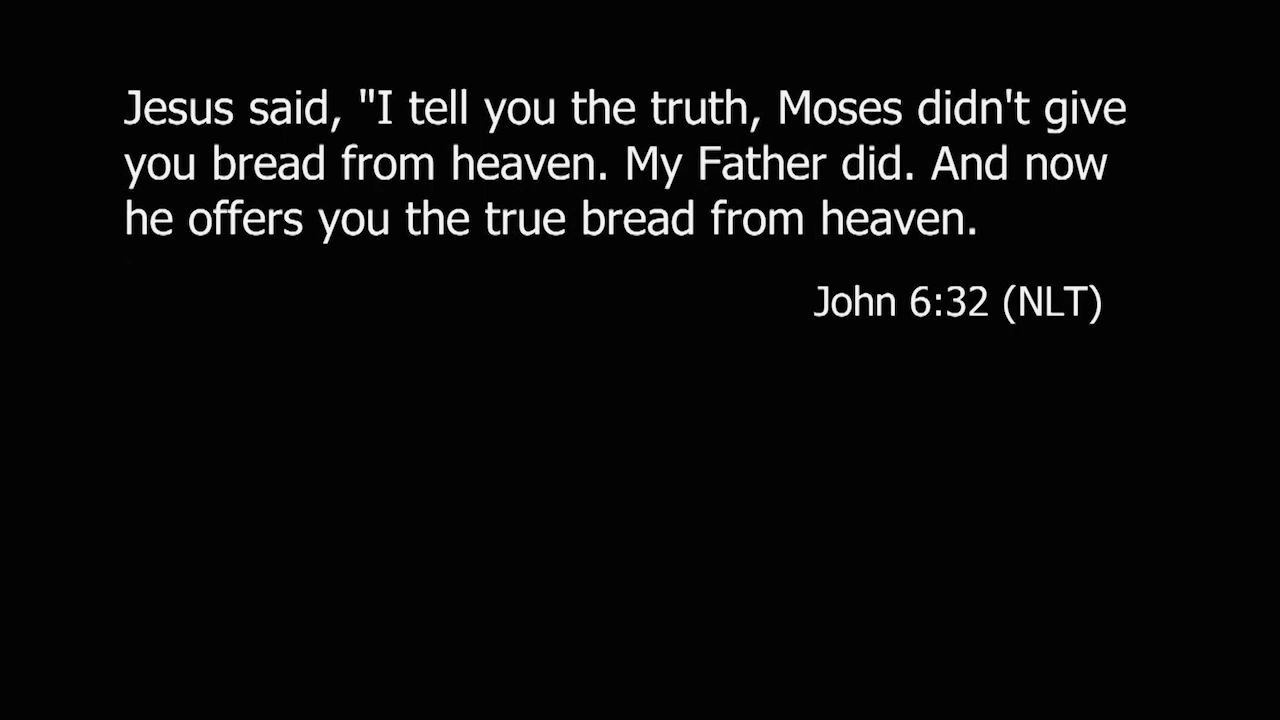 Jesus said, "I tell you the truth, Moses didn't give
you bread from heaven. My Father did. And now
he offers you the true bread from heaven.
John 6:32 (NLT)